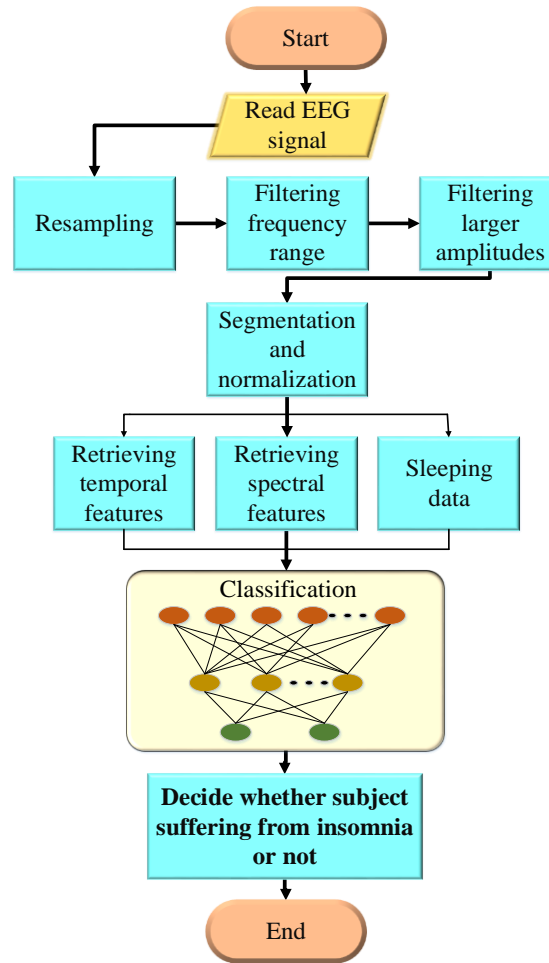 Start
Read EEG
signal
Resampling
Filtering
frequency
range
Filtering
larger
amplitudes
Segmentation
and
normalization
Retrieving
temporal
features
Retrieving
spectral
features
Sleeping
data
Classification
Decide whether subject
suffering from insomnia
or not
End